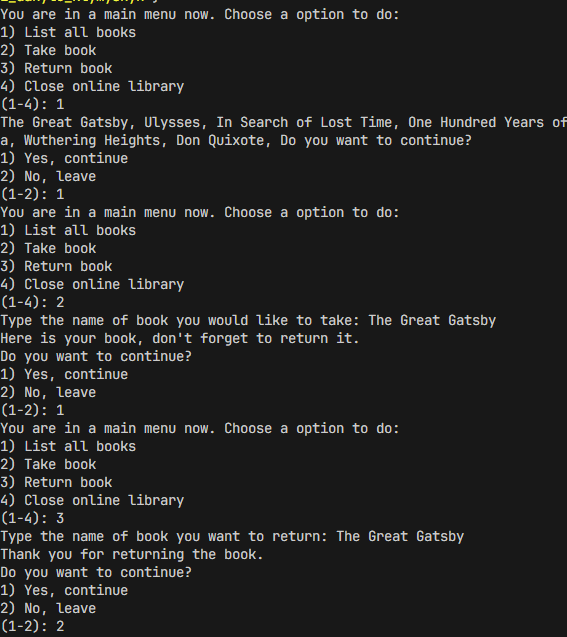 You are in a main menu now. Choose a option to do:
1) List all books
2) Take book
3) Return book
4) Close online library
(1-4): 1
The Great Gatsby, Ulysses, In Search of Lost Time, One Hundred Years of
a, Wuthering Heights, Don Quixote, Do you want to continue?
1) Yes, continue
2) No, leave
(1-2): 1
You are in a main menu now. Choose a option to do:
1) List all books
2) Take book
3) Return book
4) Close online library
(1-4): 2
Type the name of book you would like to take: The Great Gatsby
Here is your book, don't forget to return it.
Do you want to continue?
1) Yes, continue
2) No, leave
(1-2): 1
You are in a main menu now. Choose a option to do:
1) List all books
2) Take book
3) Return book
4) Close online library
(1-4): 3
Type the name of book you want to return: The Great Gatsby
Thank you for returning the book.
Do you want to continue?
1) Yes, continue
2) No, leave
(1-2): 2